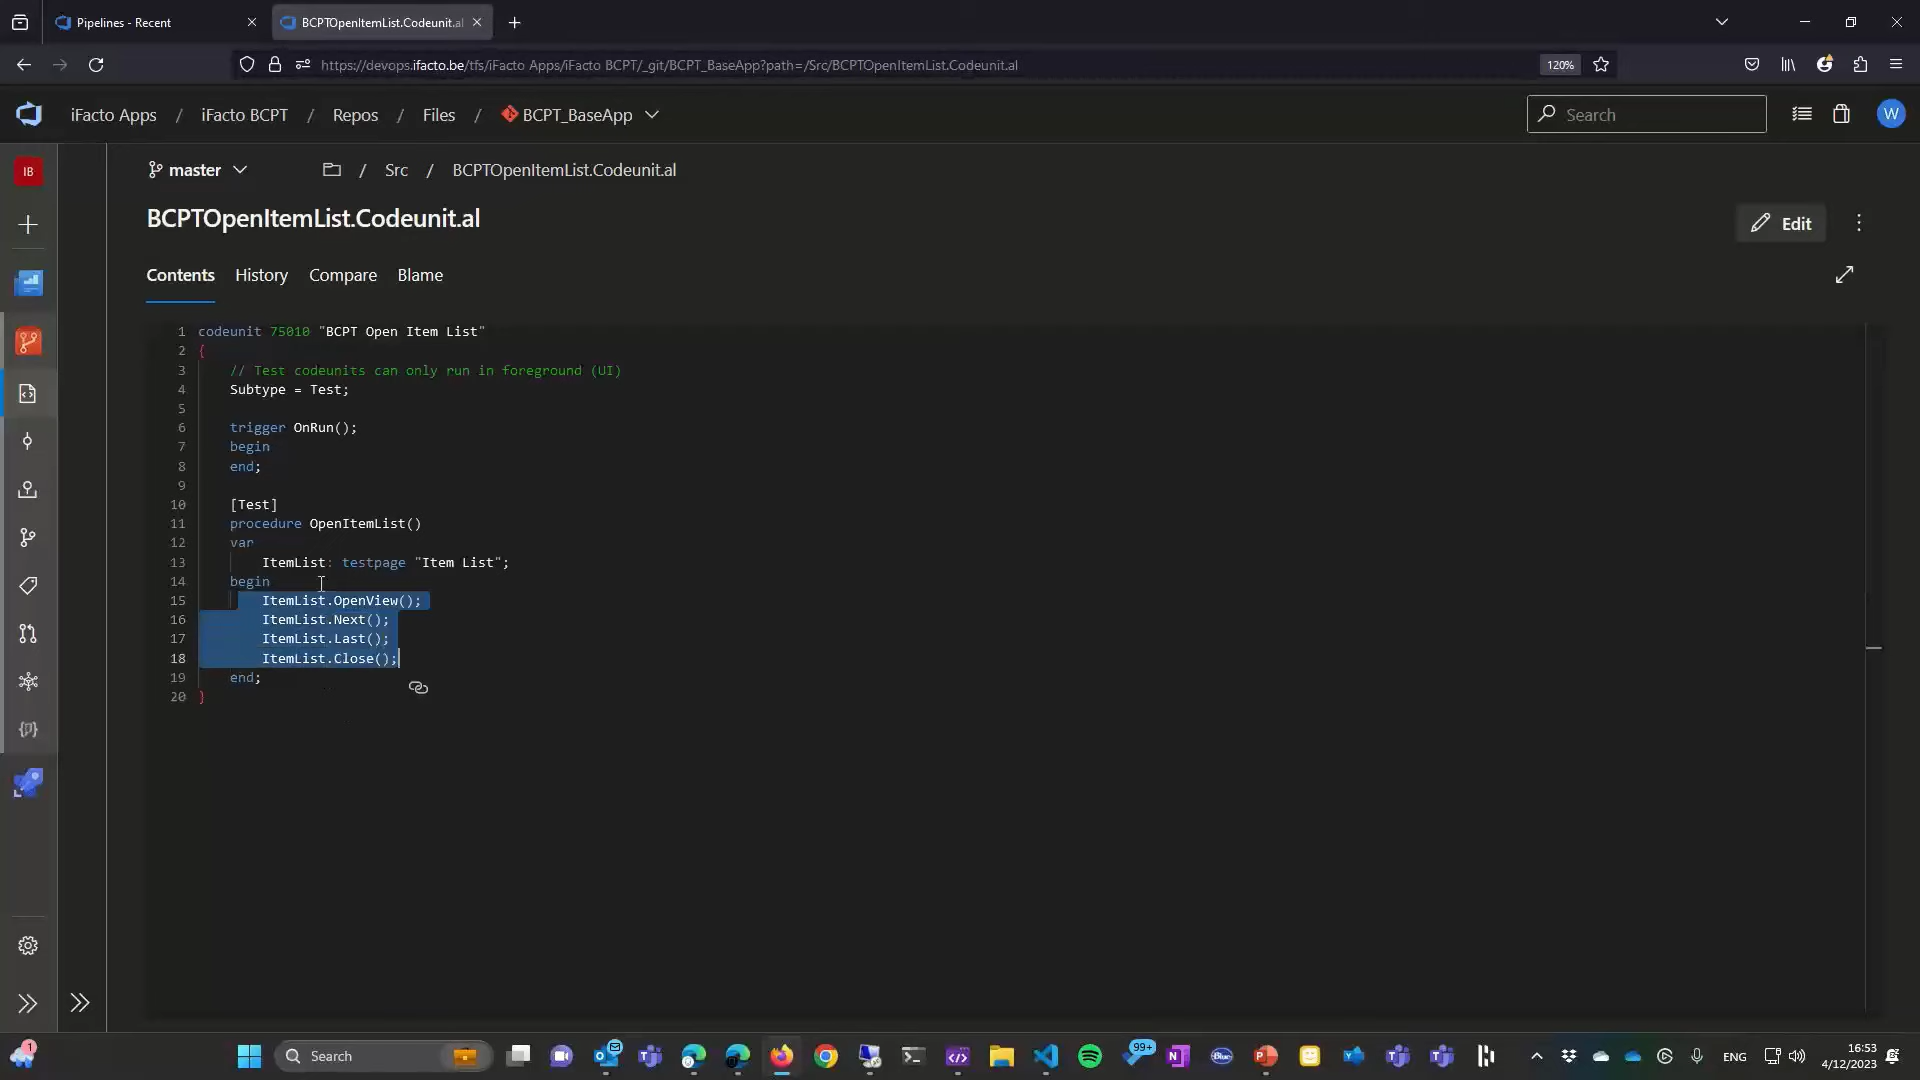 Pipelines - Recent
BCPTOpenItemList.Codeunit.al
https://devops.ifacto.be/tfs/iFacto Apps/iFacto BCPT/_git/BCPT_BaseApp?path=/Src/BCPTOpenItemList.Codeunit.al
120%
iFacto Apps / iFacto BCPT / Repos / Files / BCPT_BaseApp
Search
W
IB
master
/ Src / BCPTOpenItemList.Codeunit.al
BCPTOpenItemList.Codeunit.al
Edit
Contents History Compare Blame
1 codeunit 75010 "BCPT Open Item List"
2 {
3 // Test codeunits can only run in foreground (UI)
4 Subtype = Test;
5
6 trigger OnRun();
7 begin
8 end;
9
10 [Test]
11 procedure OpenItemList()
12 var
13 ItemList: testpage "Item List";
14 begin
15 ItemList.OpenView();
16 ItemList.Next();
17 ItemList.Last();
18 ItemList.Close();
19 end;
20 }
1
Search
99+
Blue
ENG
16:53
4/12/2023